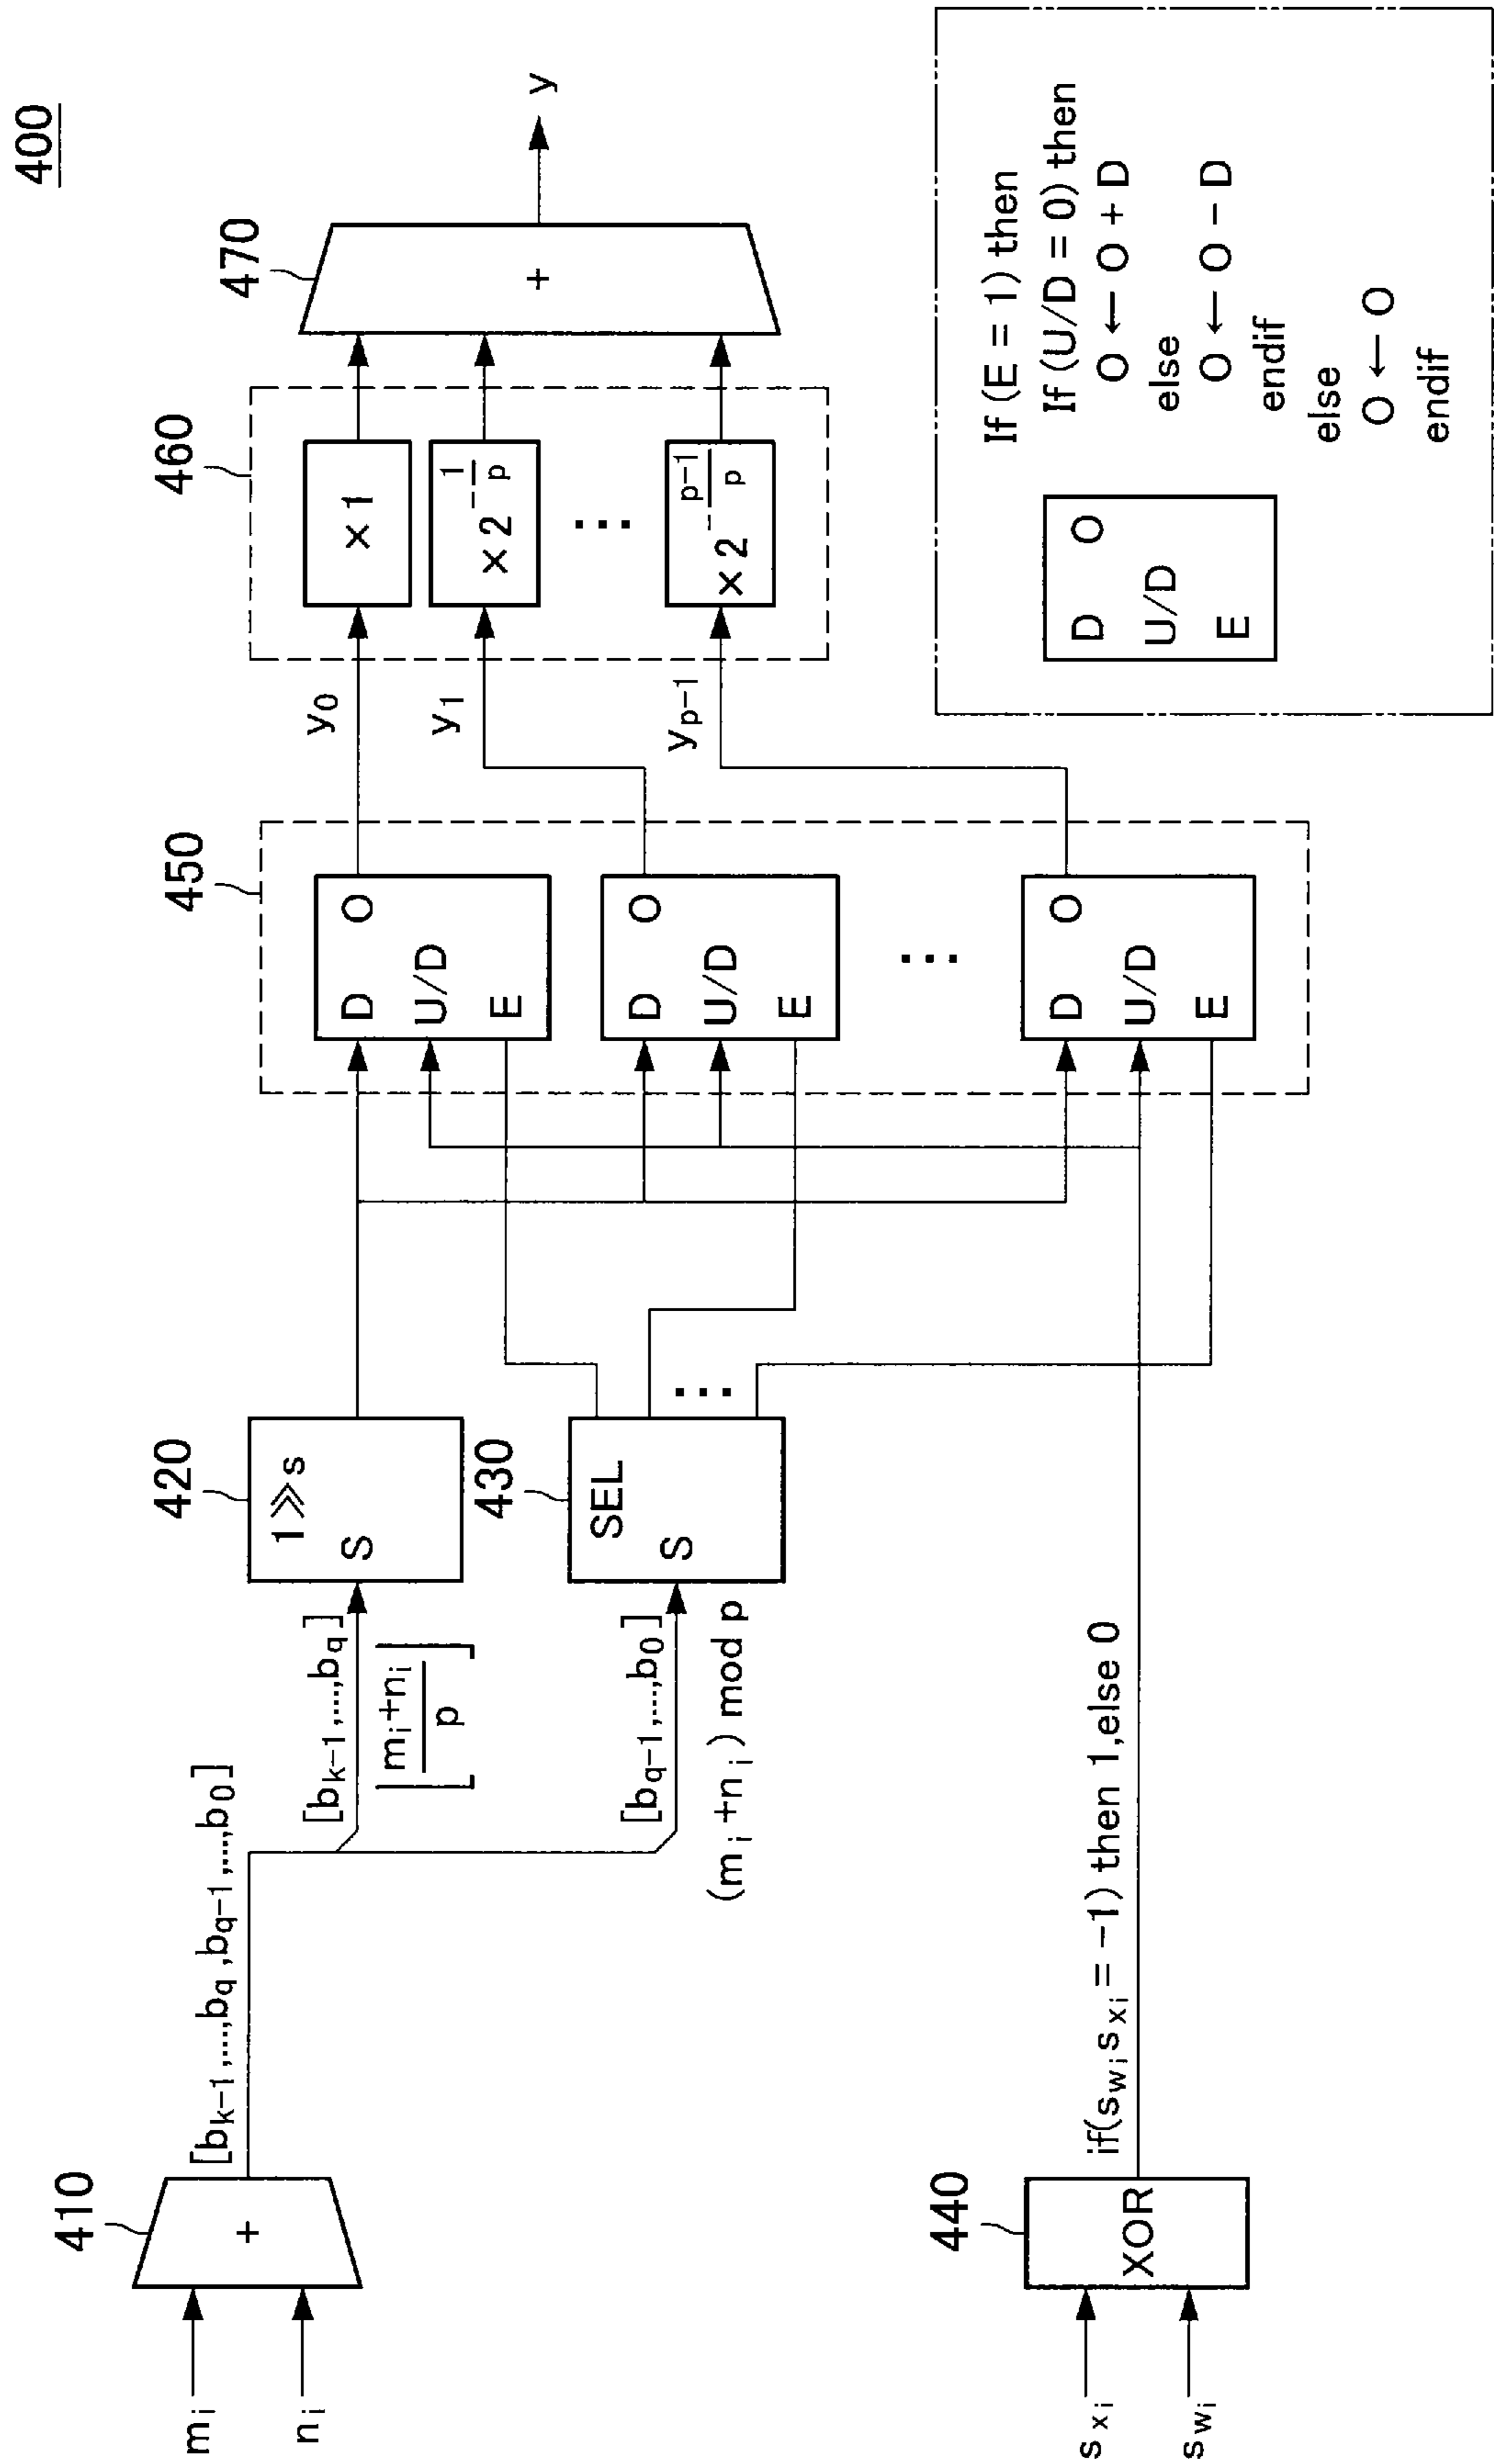 400
m_i
n_i
410
+
[b_{k-1},...,b_q,b_{q-1},...,b_0]
[b_{k-1},...,b_q]
⌊(m_i+n_i)/p⌋
[b_{q-1},...,b_0]
(m_i+n_i) mod p
420
1≫s
S
430
SEL
S
...
s_{x_i}
s_{w_i}
440
XOR
if(s_{w_i}s_{x_i}=-1) then 1,else 0
450
D O
U/D
E
D O
U/D
E
...
D O
U/D
E
y_0
y_1
y_{p-1}
460
×1
×2^{-1/p}
...
×2^{-(p-1)/p}
470
+
y
D O
U/D
E
If (E = 1) then
If (U/D = 0) then
O ← O + D
else
O ← O - D
endif
else
O ← O
endif